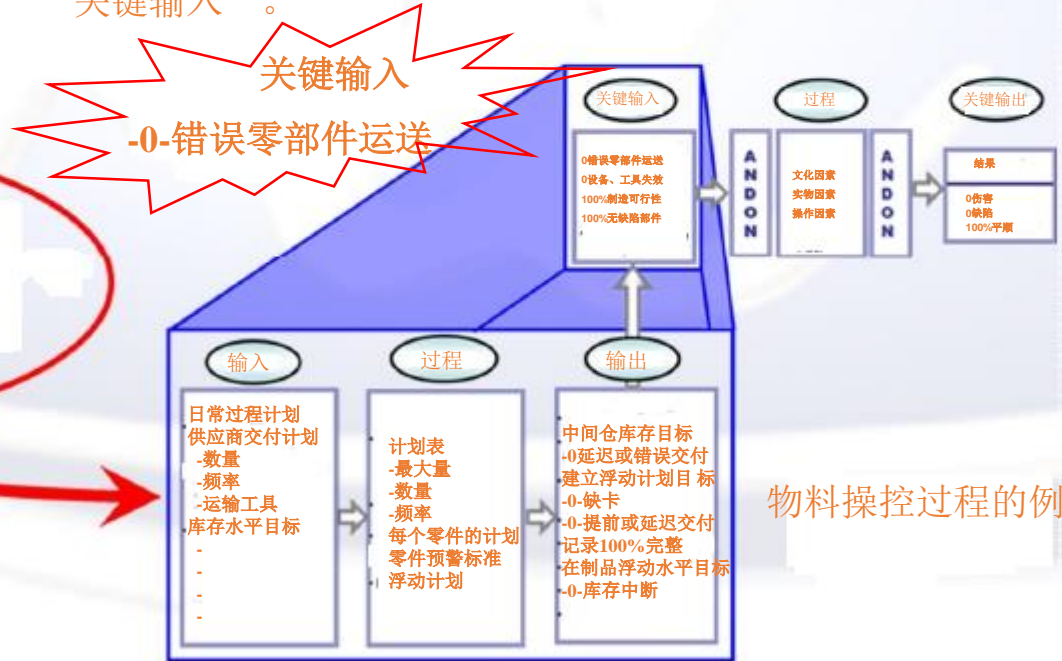 关键输入 。
关键输入
-0-错误零部件运送
关键输入
0错误零部件运送
0设备、工具失效
100%制造可行性
100%无缺陷部件
ANDON
过程
文化因素
实物因素
操作因素
ANDON
关键输出
结果
0伤害
0缺陷
100%平顺
输入
日常过程计划
供应商交付计划
-数量
-频率
-运输工具
库存水平目标
-
-
-
-
过程
计划表
-最大量
-数量
-频率
每个零件的计划
零件预警标准
浮动计划
输出
中间仓库存目标
-0延迟或错误交付
建立浮动计划目 标
-0-缺卡
-0-提前或延迟交付
记录100%完整
在制品浮动水平目标
-0-库存中断
物料操控过程的例